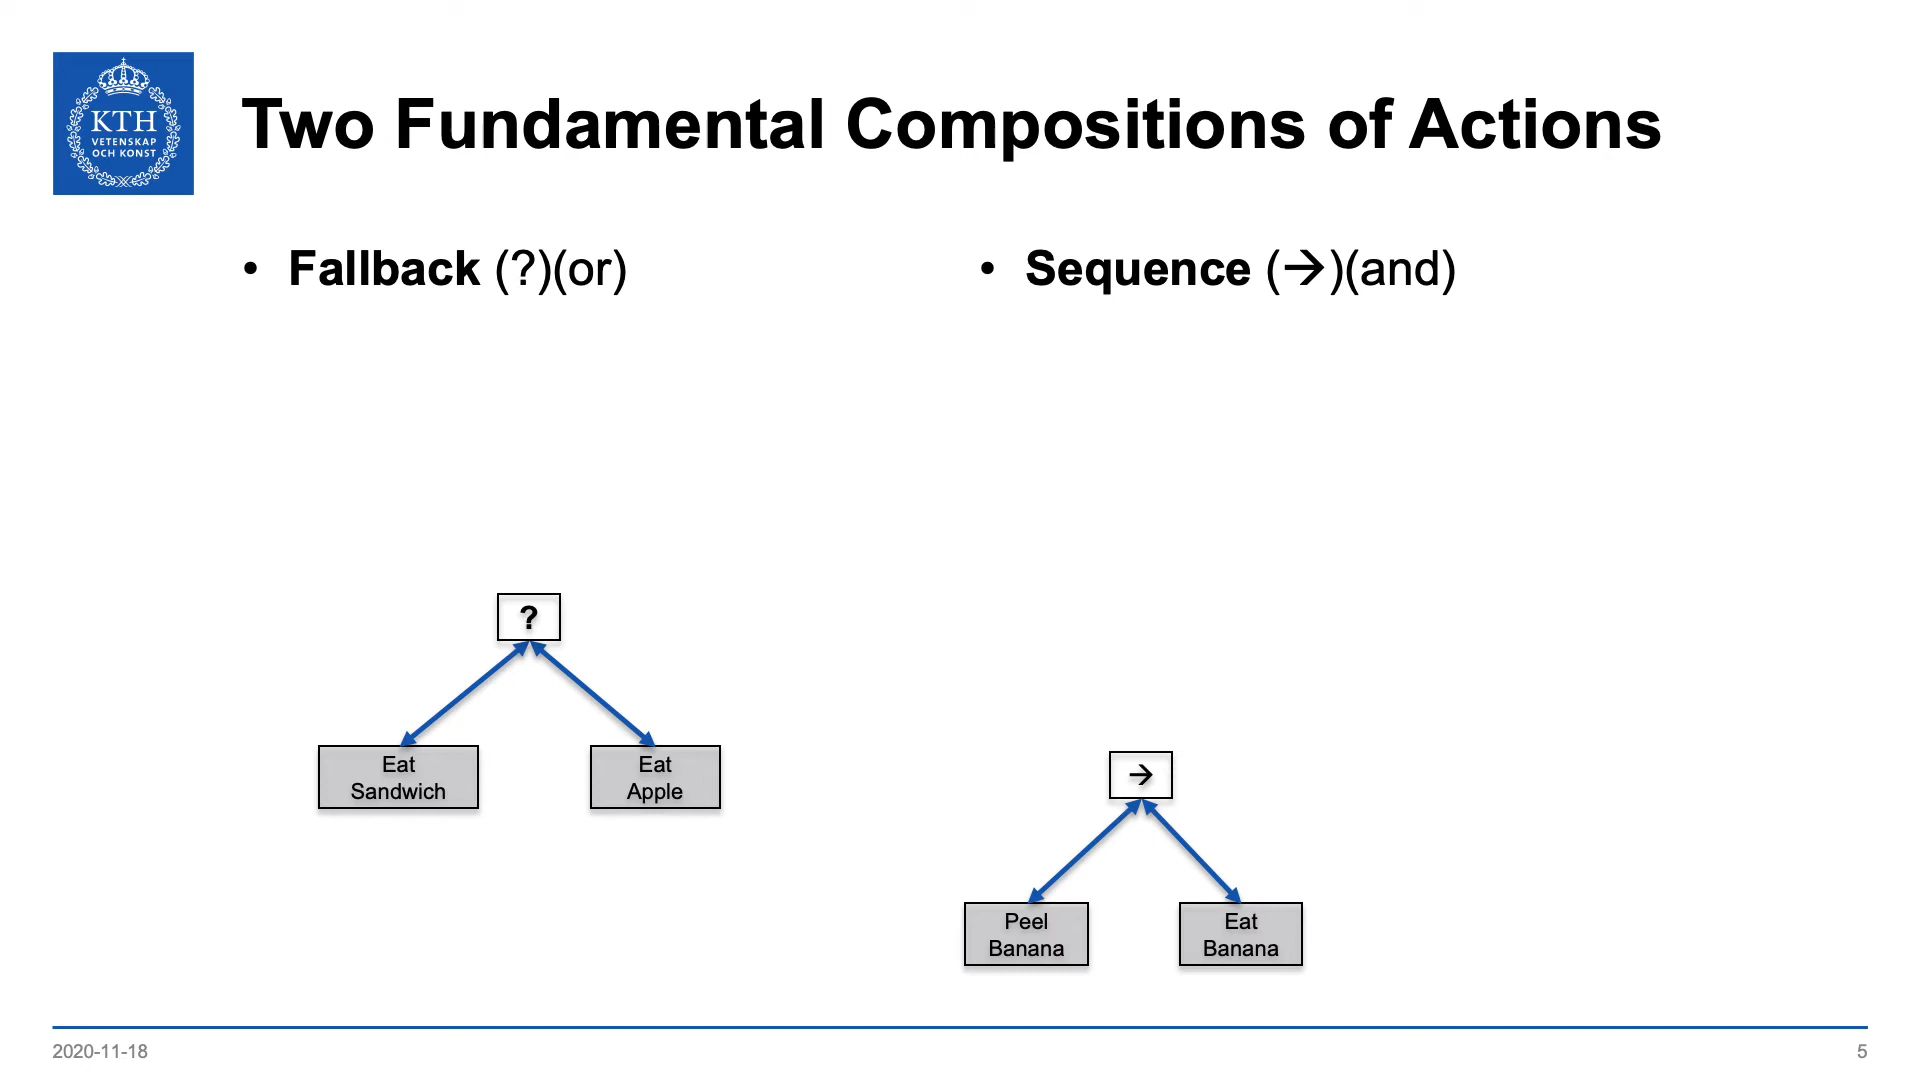 KTH
VETENSKAP
OCH KONST
Two Fundamental Compositions of Actions
• Fallback (?)(or)
• Sequence (→)(and)
?
Eat
Sandwich
Eat
Apple
→
Peel
Banana
Eat
Banana
2020-11-18
5